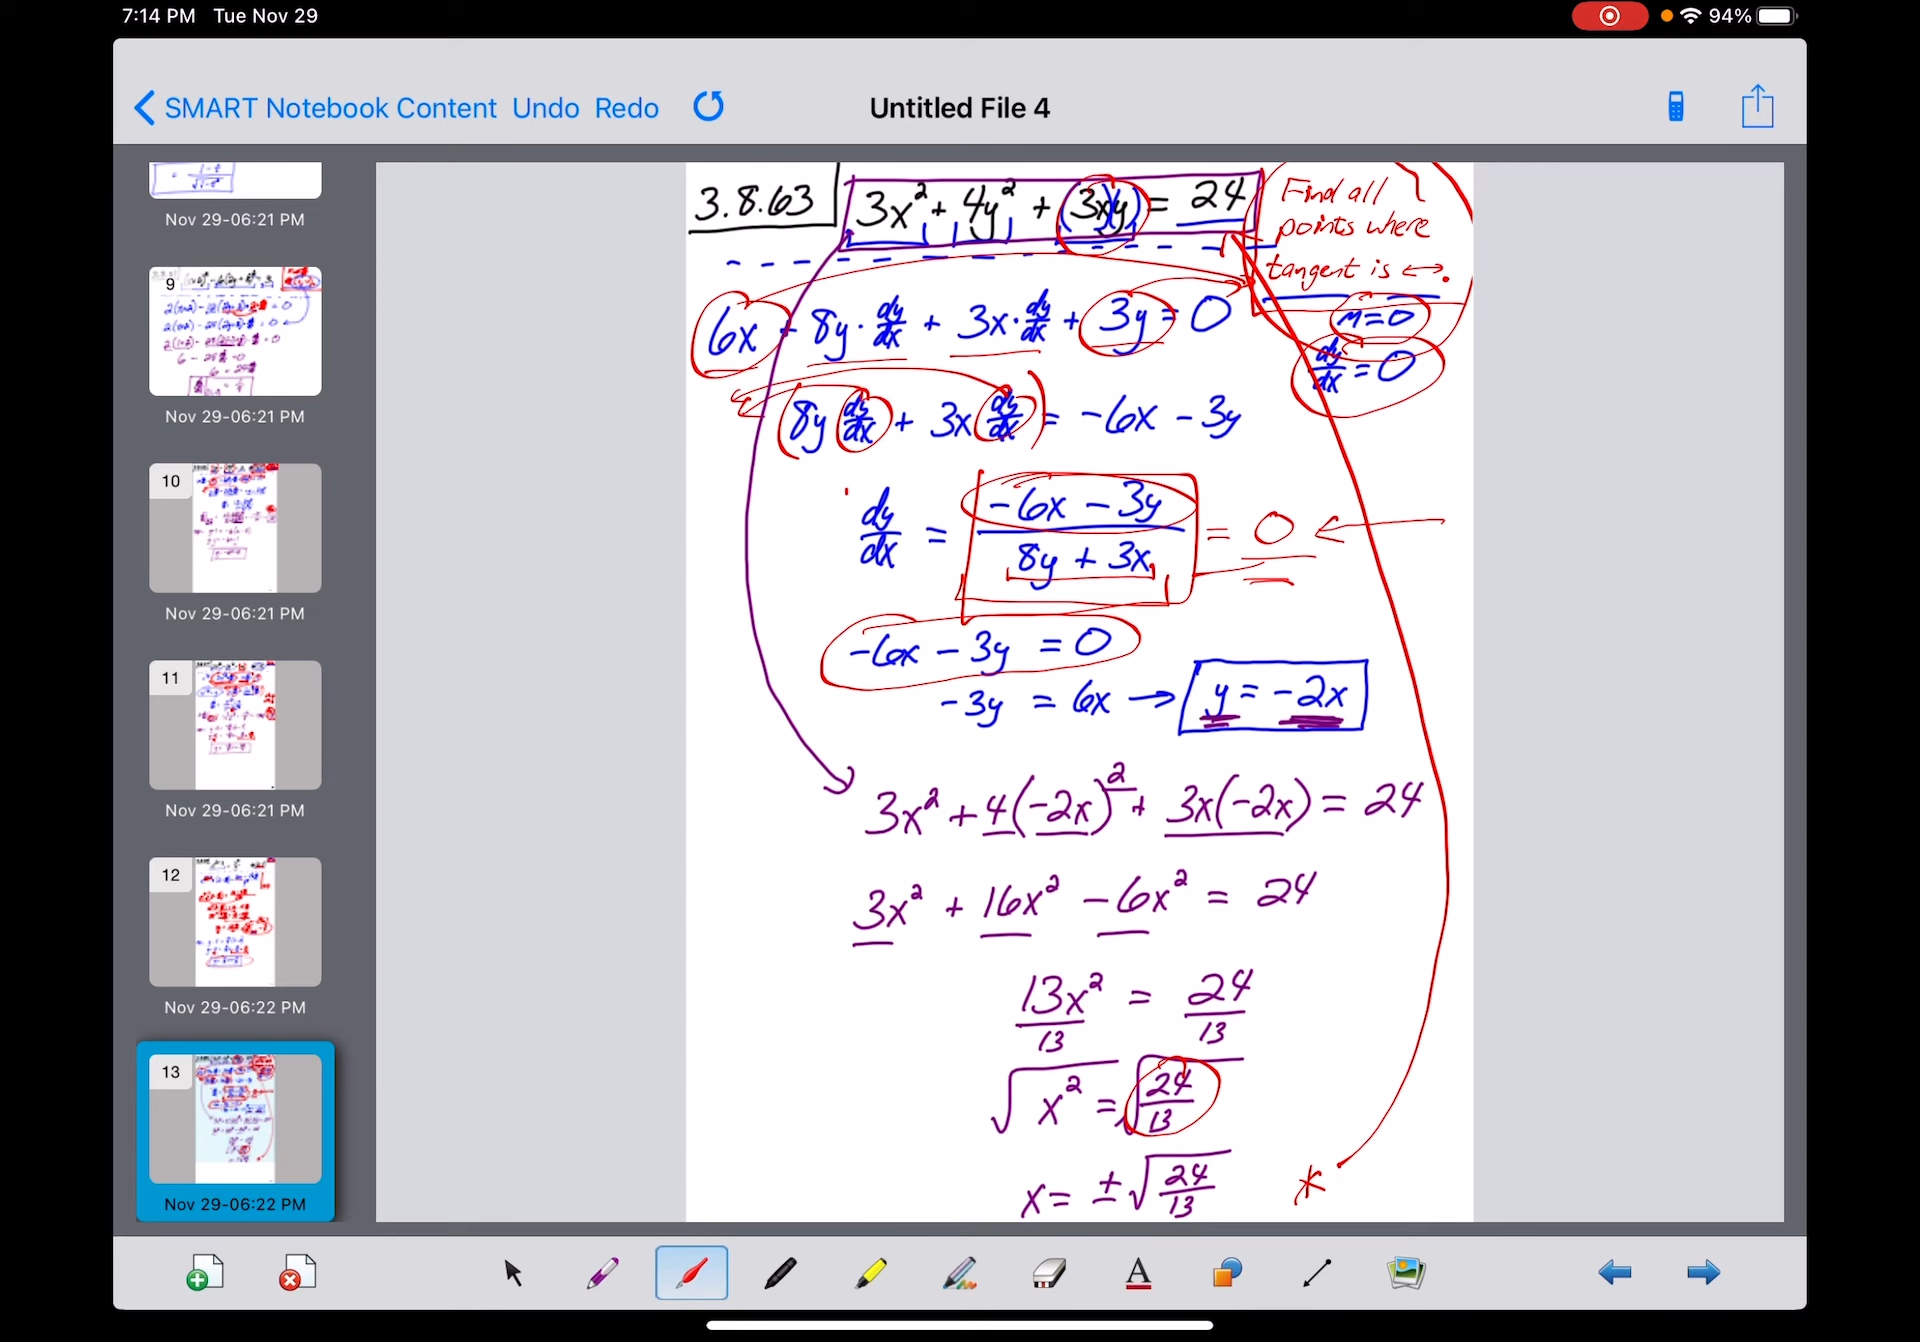 7:14 PM Tue Nov 29
94%
SMART Notebook Content Undo Redo
Untitled File 4
Nov 29-06:21 PM
9
Nov 29-06:21 PM
10
Nov 29-06:21 PM
11
Nov 29-06:21 PM
12
Nov 29-06:22 PM
13
Nov 29-06:22 PM
3.8.63 3x² + 4y² + (3x)(y) = 24
Find all
points where
tangent is ↔.
m = 0
dy/dx = 0
6x + 8y · dy/dx + 3x · dy/dx + 3y = 0
(8y dy/dx + 3x dy/dx) = -6x - 3y
dy/dx = (-6x - 3y)/(8y + 3x) = 0 ←
-6x - 3y = 0
-3y = 6x → y = -2x
3x² + 4(-2x)² + 3x(-2x) = 24
3x² + 16x² - 6x² = 24
13x²/13 = 24/13
√x² = √24/13
x = ±√24/13 *
A